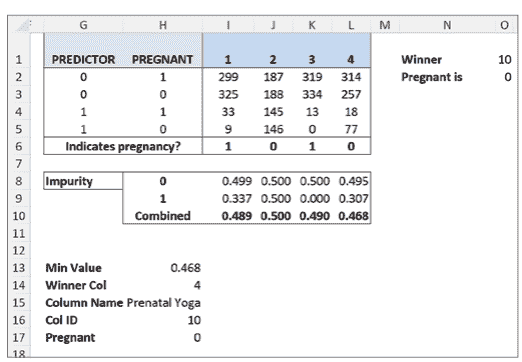 G H I J K L M N O
1 PREDICTOR PREGNANT 1 2 3 4 Winner 10
2 0 1 299 187 319 314 Pregnant is 0
3 0 0 325 188 334 257
4 1 1 33 145 13 18
5 1 0 9 146 0 77
6 Indicates pregnancy? 1 0 1 0
7
8 Impurity 0 0.499 0.500 0.500 0.495
9 1 0.337 0.500 0.000 0.307
10 Combined 0.489 0.500 0.490 0.468
11
12
13 Min Value 0.468
14 Winner Col 4
15 Column Name Prenatal Yoga
16 Col ID 10
17 Pregnant 0
18